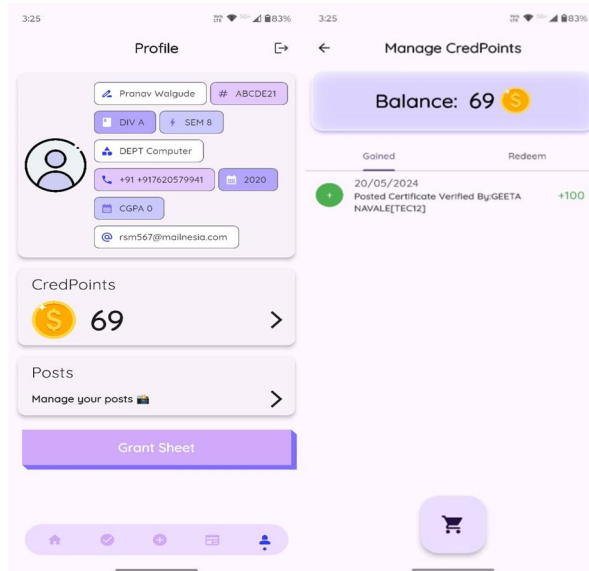 3:25
83%
Profile
Pranav Walgude
# ABCDE21
DIV A
SEM 8
DEPT Computer
+91 +917620579941
2020
CGPA 0
@ rsm567@mailnesia.com
CredPoints
69
Posts
Manage your posts
Grant Sheet
3:25
83%
Manage CredPoints
Balance: 69
Gained
Redeem
20/05/2024
Posted Certificate Verified By:GEETA
NAVALE[TEC12]
+100